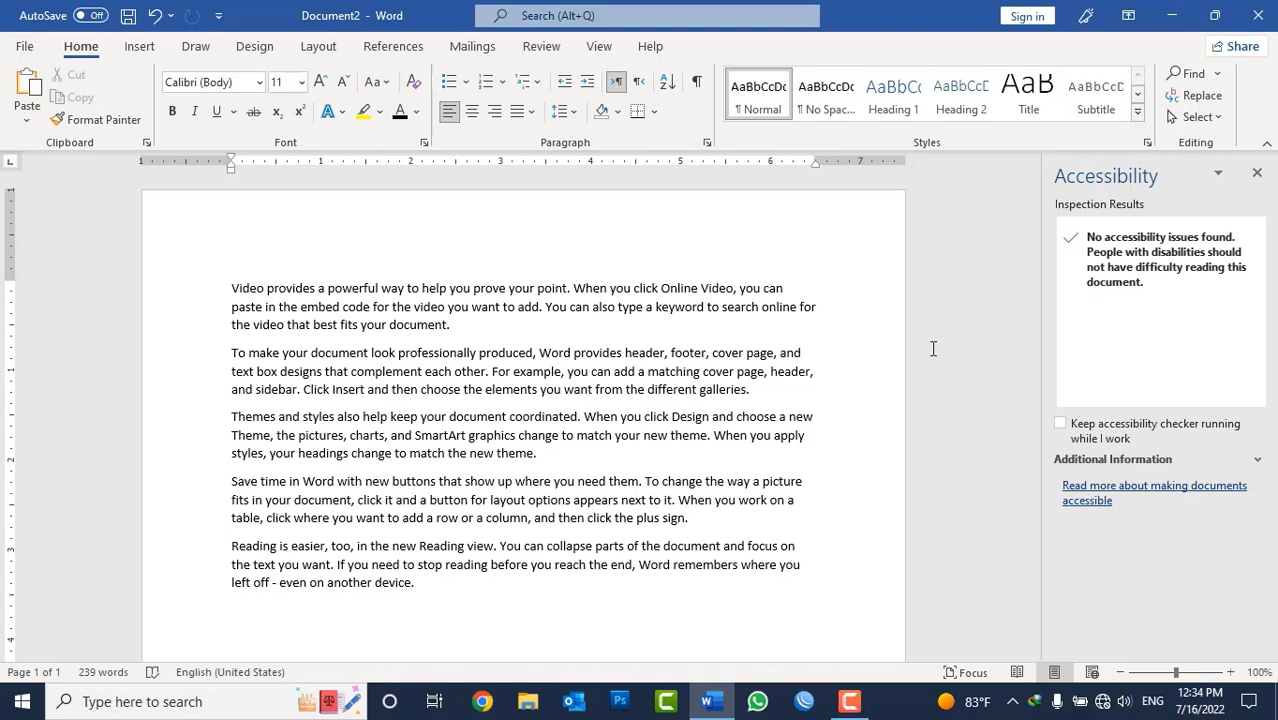 AutoSave Off Document2 - Word Search (Alt+Q) Sign in
File Home Insert Draw Design Layout References Mailings Review View Help Share
Paste Cut Copy Format Painter
Clipboard
Calibri (Body) 11 A A Aa A
B I U ab x₂ x² A A
Font
Paragraph
AaBbCcDc AaBbCcDc AaBbCc AaBbCcD AaB AaBbCcD
¶ Normal ¶ No Spac... Heading 1 Heading 2 Title Subtitle
Styles
Find
Replace
Select
Editing
1 1 2 3 4 5 6 7
Video provides a powerful way to help you prove your point. When you click Online Video, you can
paste in the embed code for the video you want to add. You can also type a keyword to search online for
the video that best fits your document.
To make your document look professionally produced, Word provides header, footer, cover page, and
text box designs that complement each other. For example, you can add a matching cover page, header,
and sidebar. Click Insert and then choose the elements you want from the different galleries.
Themes and styles also help keep your document coordinated. When you click Design and choose a new
Theme, the pictures, charts, and SmartArt graphics change to match your new theme. When you apply
styles, your headings change to match the new theme.
Save time in Word with new buttons that show up where you need them. To change the way a picture
fits in your document, click it and a button for layout options appears next to it. When you work on a
table, click where you want to add a row or a column, and then click the plus sign.
Reading is easier, too, in the new Reading view. You can collapse parts of the document and focus on
the text you want. If you need to stop reading before you reach the end, Word remembers where you
left off - even on another device.
Accessibility
Inspection Results
No accessibility issues found.
People with disabilities should
not have difficulty reading this
document.
Keep accessibility checker running
while I work
Additional Information
Read more about making documents
accessible
Page 1 of 1 239 words English (United States) Focus 100%
Type here to search 83°F ENG 12:34 PM
7/16/2022